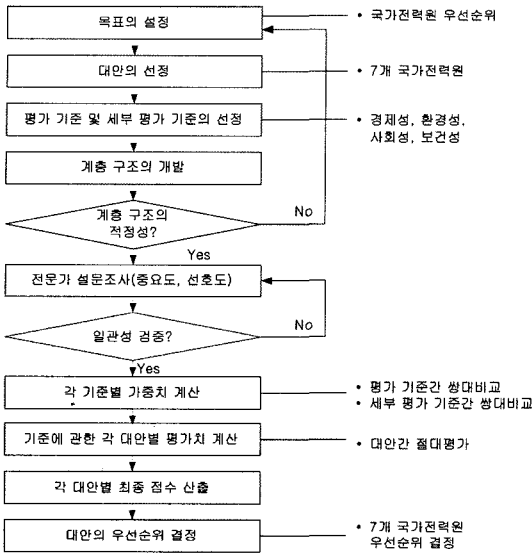 목표의 설정
• 국가전력원 우선순위
대안의 선정
• 7개 국가전력원
평가 기준 및 세부 평가 기준의 선정
• 경제성, 환경성,
사회성, 보건성
계층 구조의 개발
계층 구조의
적정성?
No
Yes
전문가 설문조사(중요도, 선호도)
일관성 검증?
No
Yes
각 기준별 가중치 계산
• 평가 기준간 쌍대비교
• 세부 평가 기준간 쌍대비교
기준에 관한 각 대안별 평가치 계산
• 대안간 절대평가
각 대안별 최종 점수 산출
대안의 우선순위 결정
• 7개 국가전력원
우선순위 결정